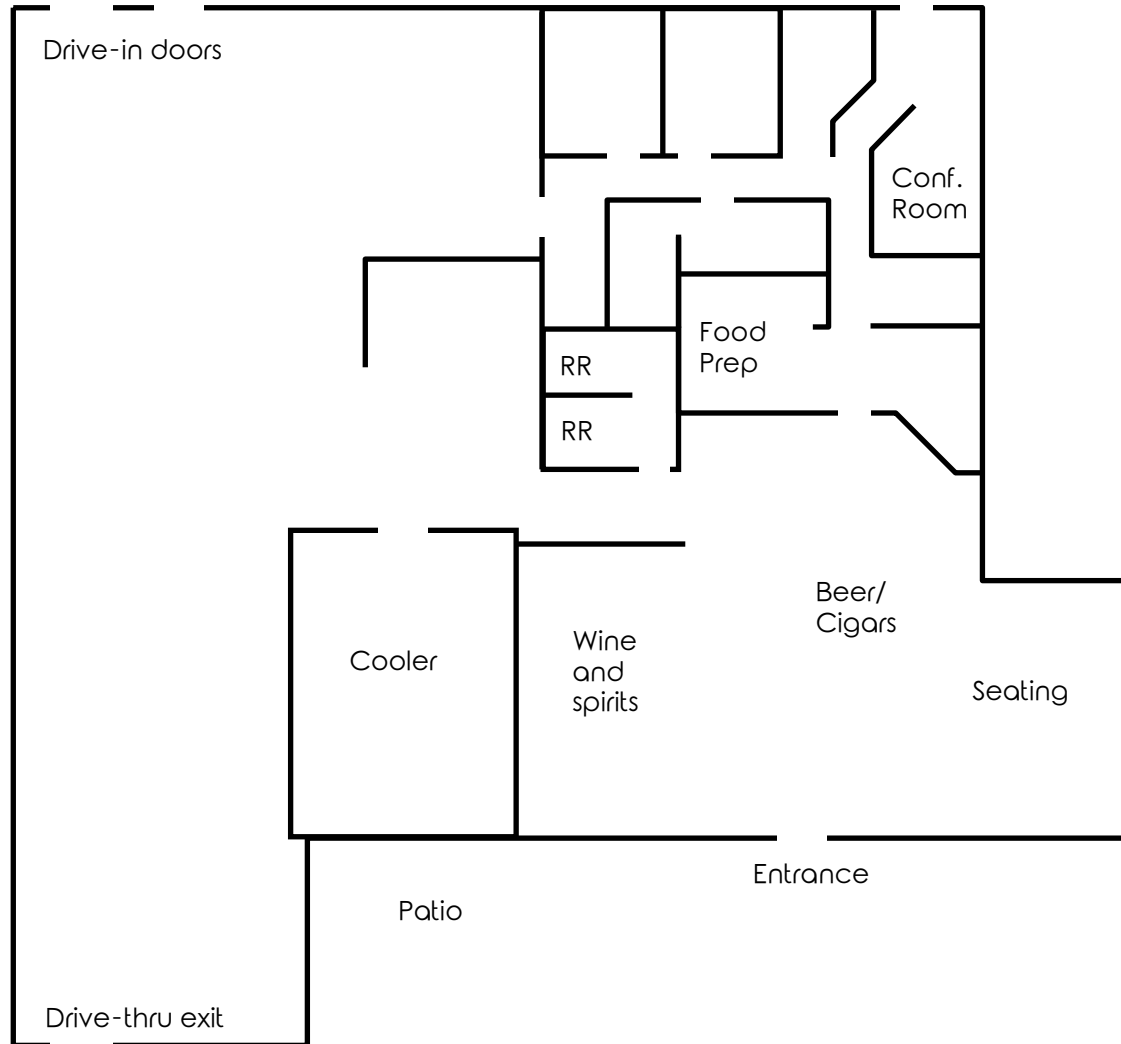 Drive-in doors
Conf.
Room
Food
Prep
RR
RR
Beer/
Cigars
Wine
and
spirits
Cooler
Seating
Entrance
Patio
Drive-thru exit